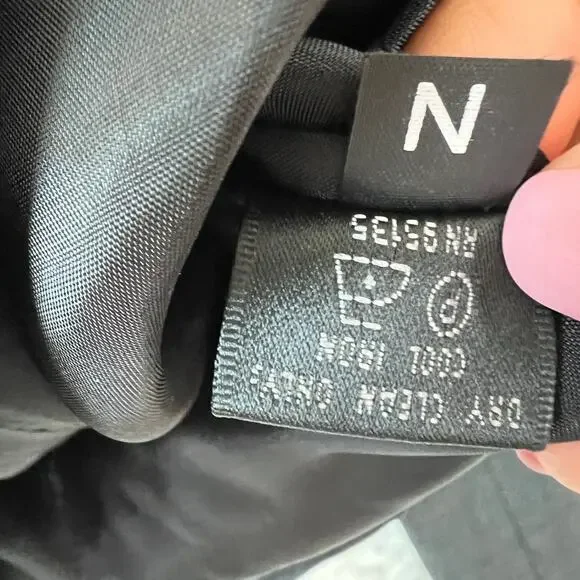 N
DRY CLEAN ONLY
COOL IRON
P
RN 95135